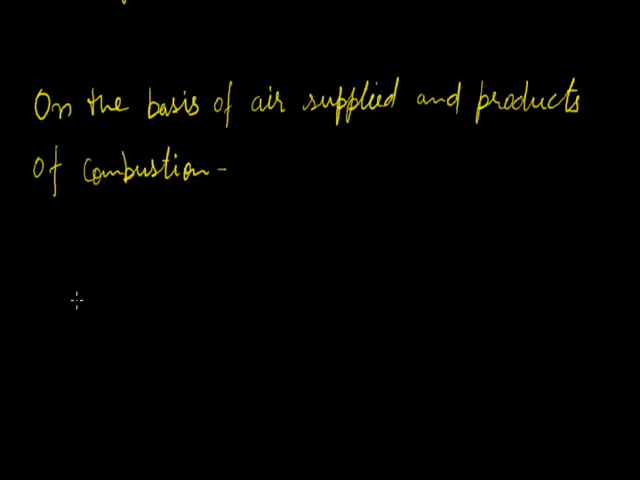 On the basis of air supplied and products
Of combustion -